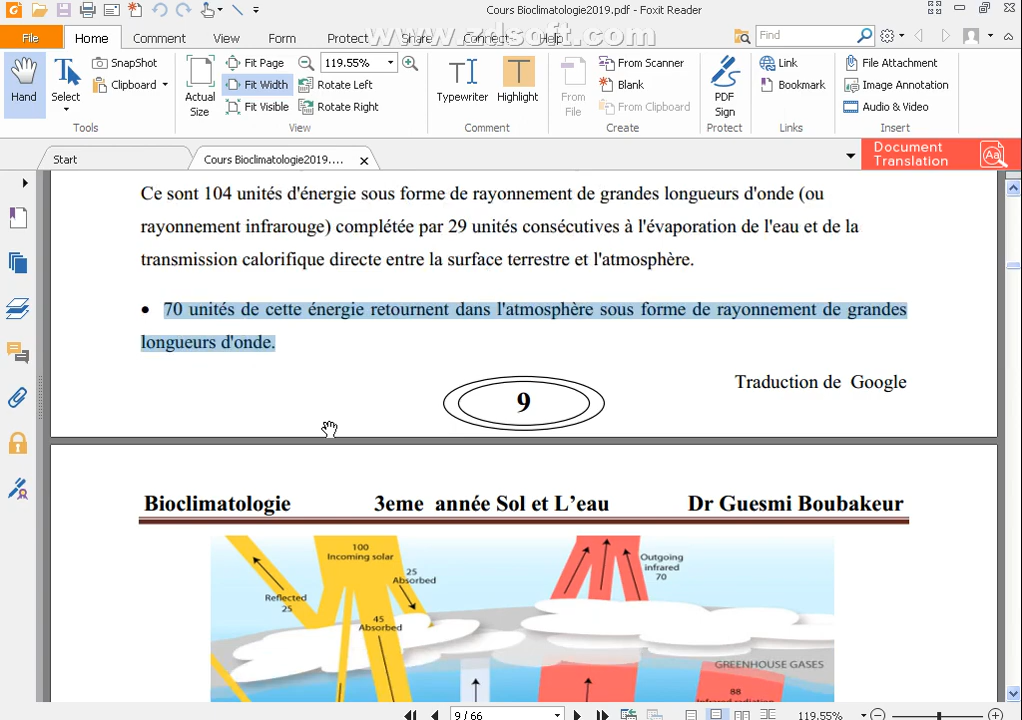 Cours Bioclimatologie2019.pdf - Foxit Reader
File Home Comment View Form Protect Share Connect Help Find
www.zdsoft.com
Hand Select SnapShot Clipboard Actual Size Fit Page Fit Width Fit Visible 119.55% Rotate Left Rotate Right Typewriter Highlight From File From Scanner Blank From Clipboard PDF Sign Link Bookmark File Attachment Image Annotation Audio & Video
Tools View Comment Create Protect Links Insert
Start Cours Bioclimatologie2019.... Document Translation
Ce sont 104 unités d'énergie sous forme de rayonnement de grandes longueurs d'onde (ou
rayonnement infrarouge) complétée par 29 unités consécutives à l'évaporation de l'eau et de la
transmission calorifique directe entre la surface terrestre et l'atmosphère.
• 70 unités de cette énergie retournent dans l'atmosphère sous forme de rayonnement de grandes
longueurs d'onde.
Traduction de Google
9
Bioclimatologie 3eme année Sol et L’eau Dr Guesmi Boubakeur
100
Incoming solar
Outgoing
infrared
70
25
Absorbed
Reflected
25
45
Absorbed
GREENHOUSE GASES
88
Infrared radiation
9 / 66 119.55%